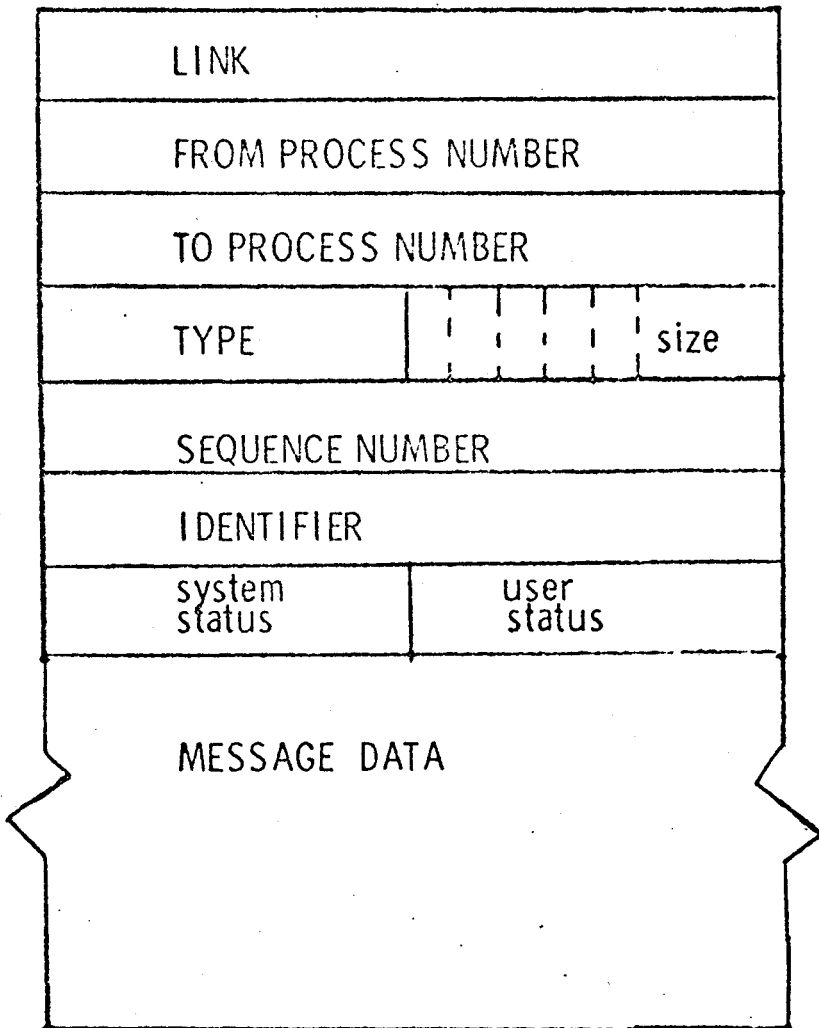 LINK
FROM PROCESS NUMBER
TO PROCESS NUMBER
TYPE size
SEQUENCE NUMBER
IDENTIFIER
system user
status status
MESSAGE DATA